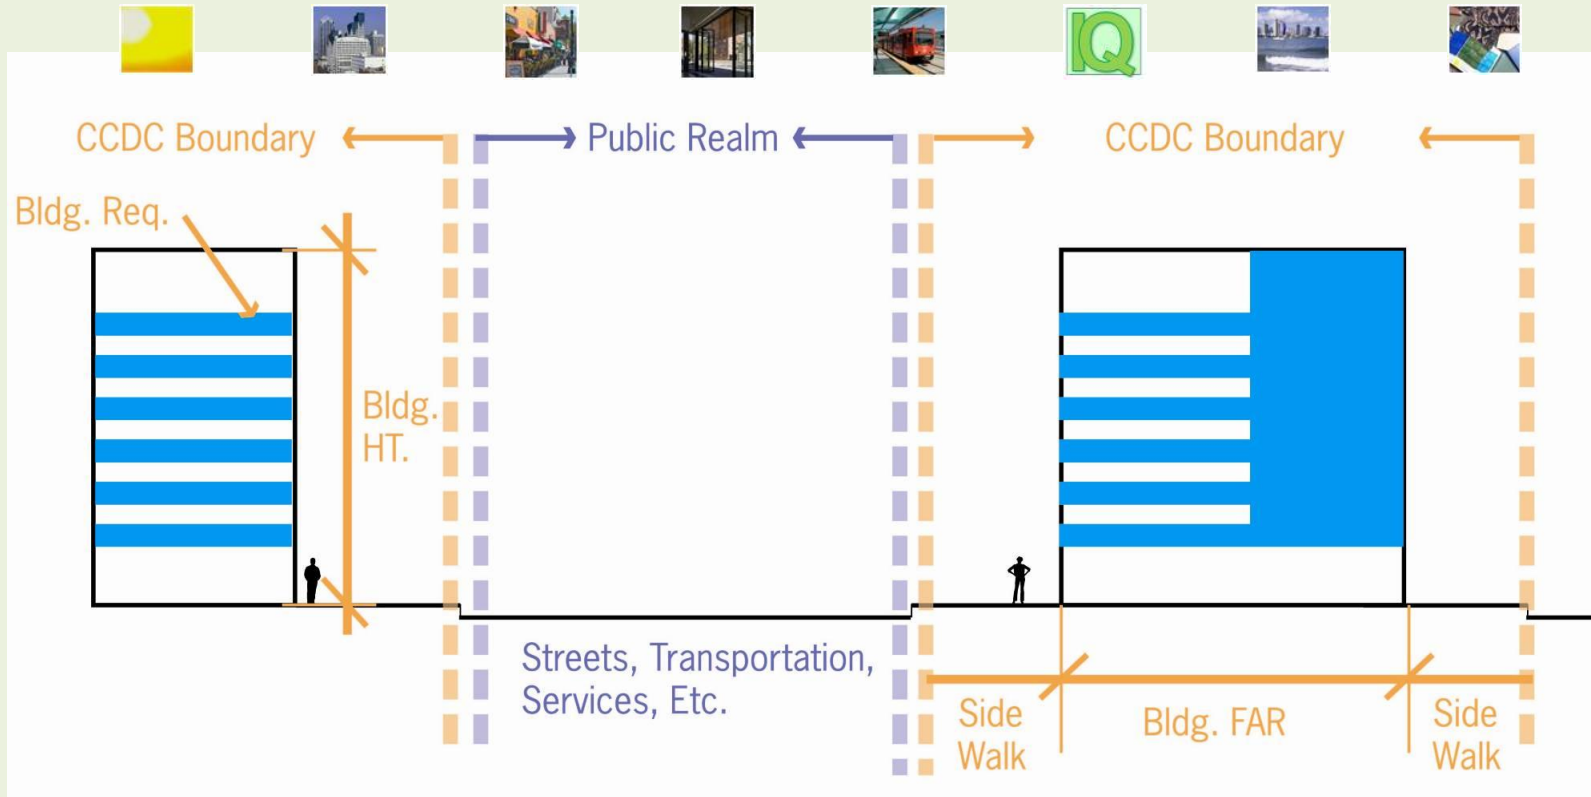 IQ
CCDC Boundary
Public Realm
CCDC Boundary
Bldg. Req.
Bldg.
HT.
Streets, Transportation,
Services, Etc.
Side
Walk
Bldg. FAR
Side
Walk